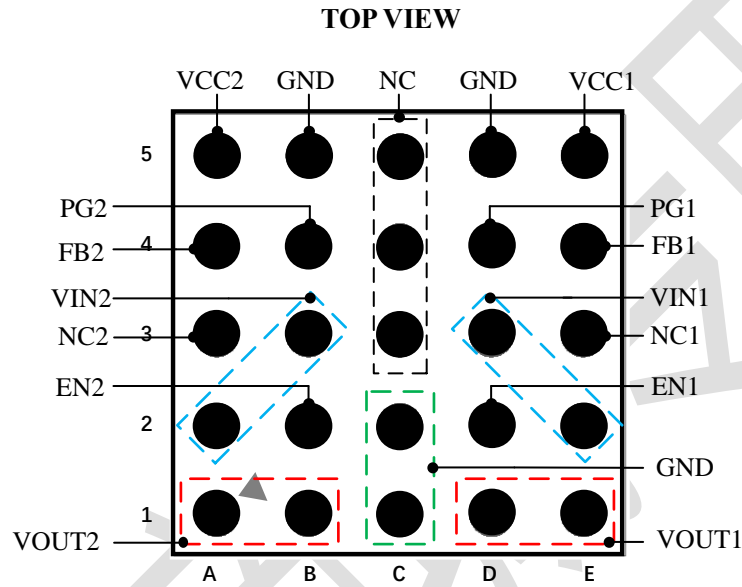 TOP VIEW
VCC2 GND NC GND VCC1
5
PG2 PG1
4
FB2 FB1
VIN2 VIN1
NC2 3 NC1
EN2 EN1
2
GND
1
VOUT2 VOUT1
A B C D E